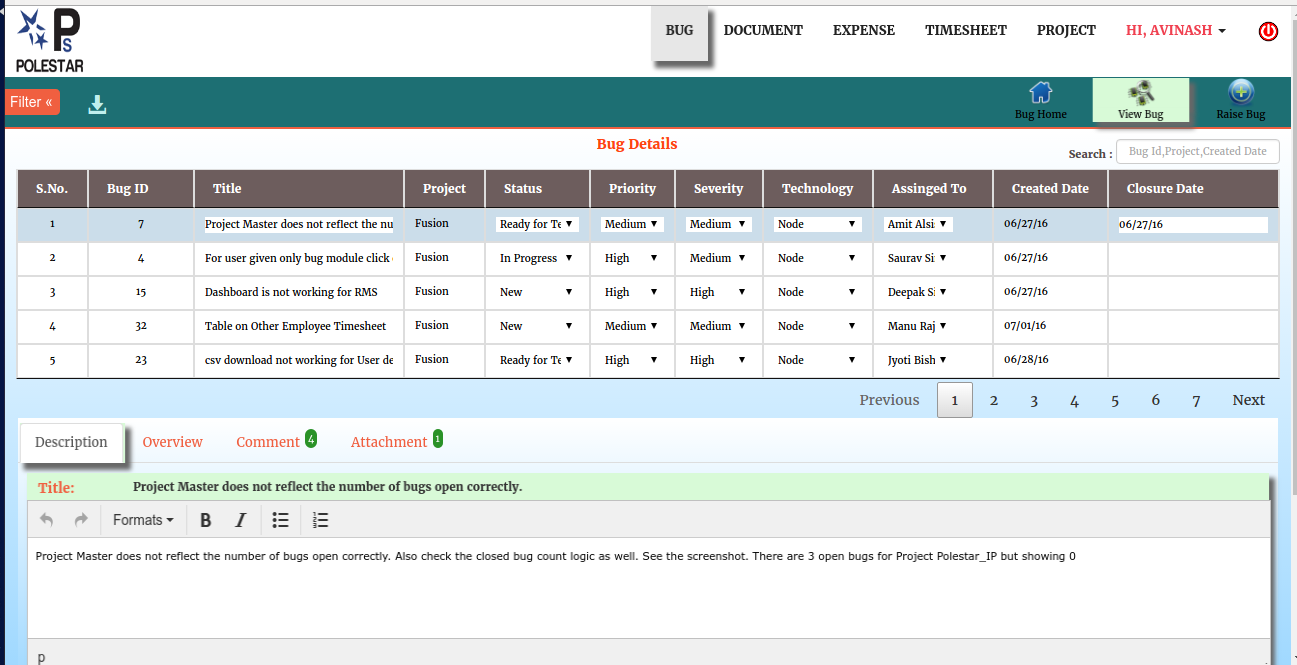 PS
POLESTAR
BUG DOCUMENT EXPENSE TIMESHEET PROJECT HI, AVINASH
Filter «
Bug Home View Bug Raise Bug
Bug Details
Search : Bug Id,Project,Created Date
S.No. Bug ID Title Project Status Priority Severity Technology Assinged To Created Date Closure Date
1 7 Project Master does not reflect the nu Fusion Ready for Te Medium Medium Node Amit Alsi 06/27/16 06/27/16
2 4 For user given only bug module click Fusion In Progress High Medium Node Saurav Si 06/27/16
3 15 Dashboard is not working for RMS Fusion New High High Node Deepak Si 06/27/16
4 32 Table on Other Employee Timesheet Fusion New Medium Medium Node Manu Raj 07/01/16
5 23 csv download not working for User de Fusion Ready for Te High High Node Jyoti Bish 06/28/16
Previous 1 2 3 4 5 6 7 Next
Description Overview Comment 4 Attachment 1
Title: Project Master does not reflect the number of bugs open correctly.
Formats B I
Project Master does not reflect the number of bugs open correctly. Also check the closed bug count logic as well. See the screenshot. There are 3 open bugs for Project Polestar_IP but showing 0
p